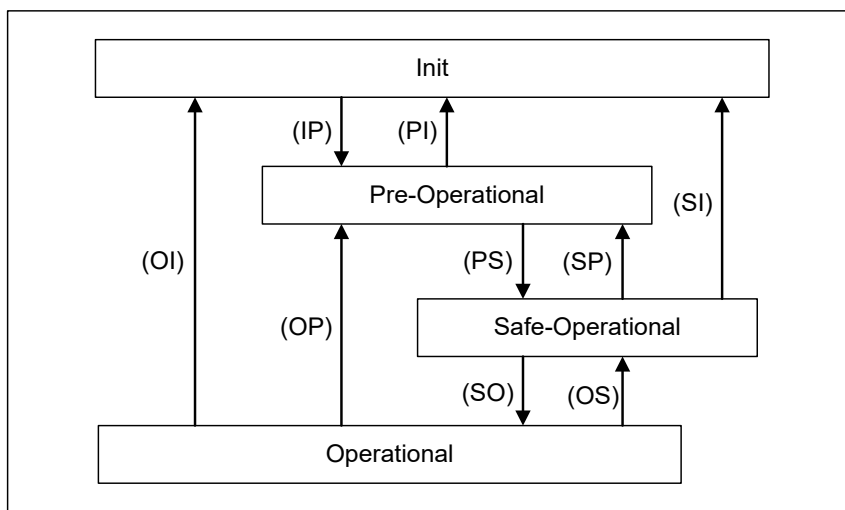 Init
(IP) (PI)
Pre-Operational
(SI)
(OI) (PS) (SP)
(OP) Safe-Operational
(SO) (OS)
Operational